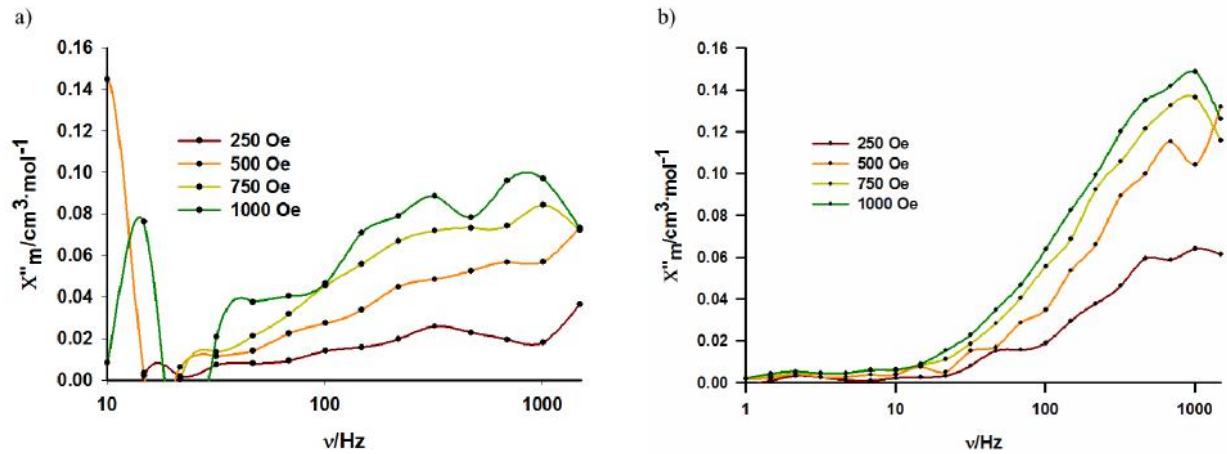 a)
0.16
0.14
0.12
0.10
0.08
0.06
0.04
0.02
0.00
X''m/cm³·mol⁻¹
250 Oe
500 Oe
750 Oe
1000 Oe
10 100 1000
ν/Hz
b)
0.16
0.14
0.12
0.10
0.08
0.06
0.04
0.02
0.00
X''m/cm³·mol⁻¹
250 Oe
500 Oe
750 Oe
1000 Oe
1 10 100 1000
ν/Hz